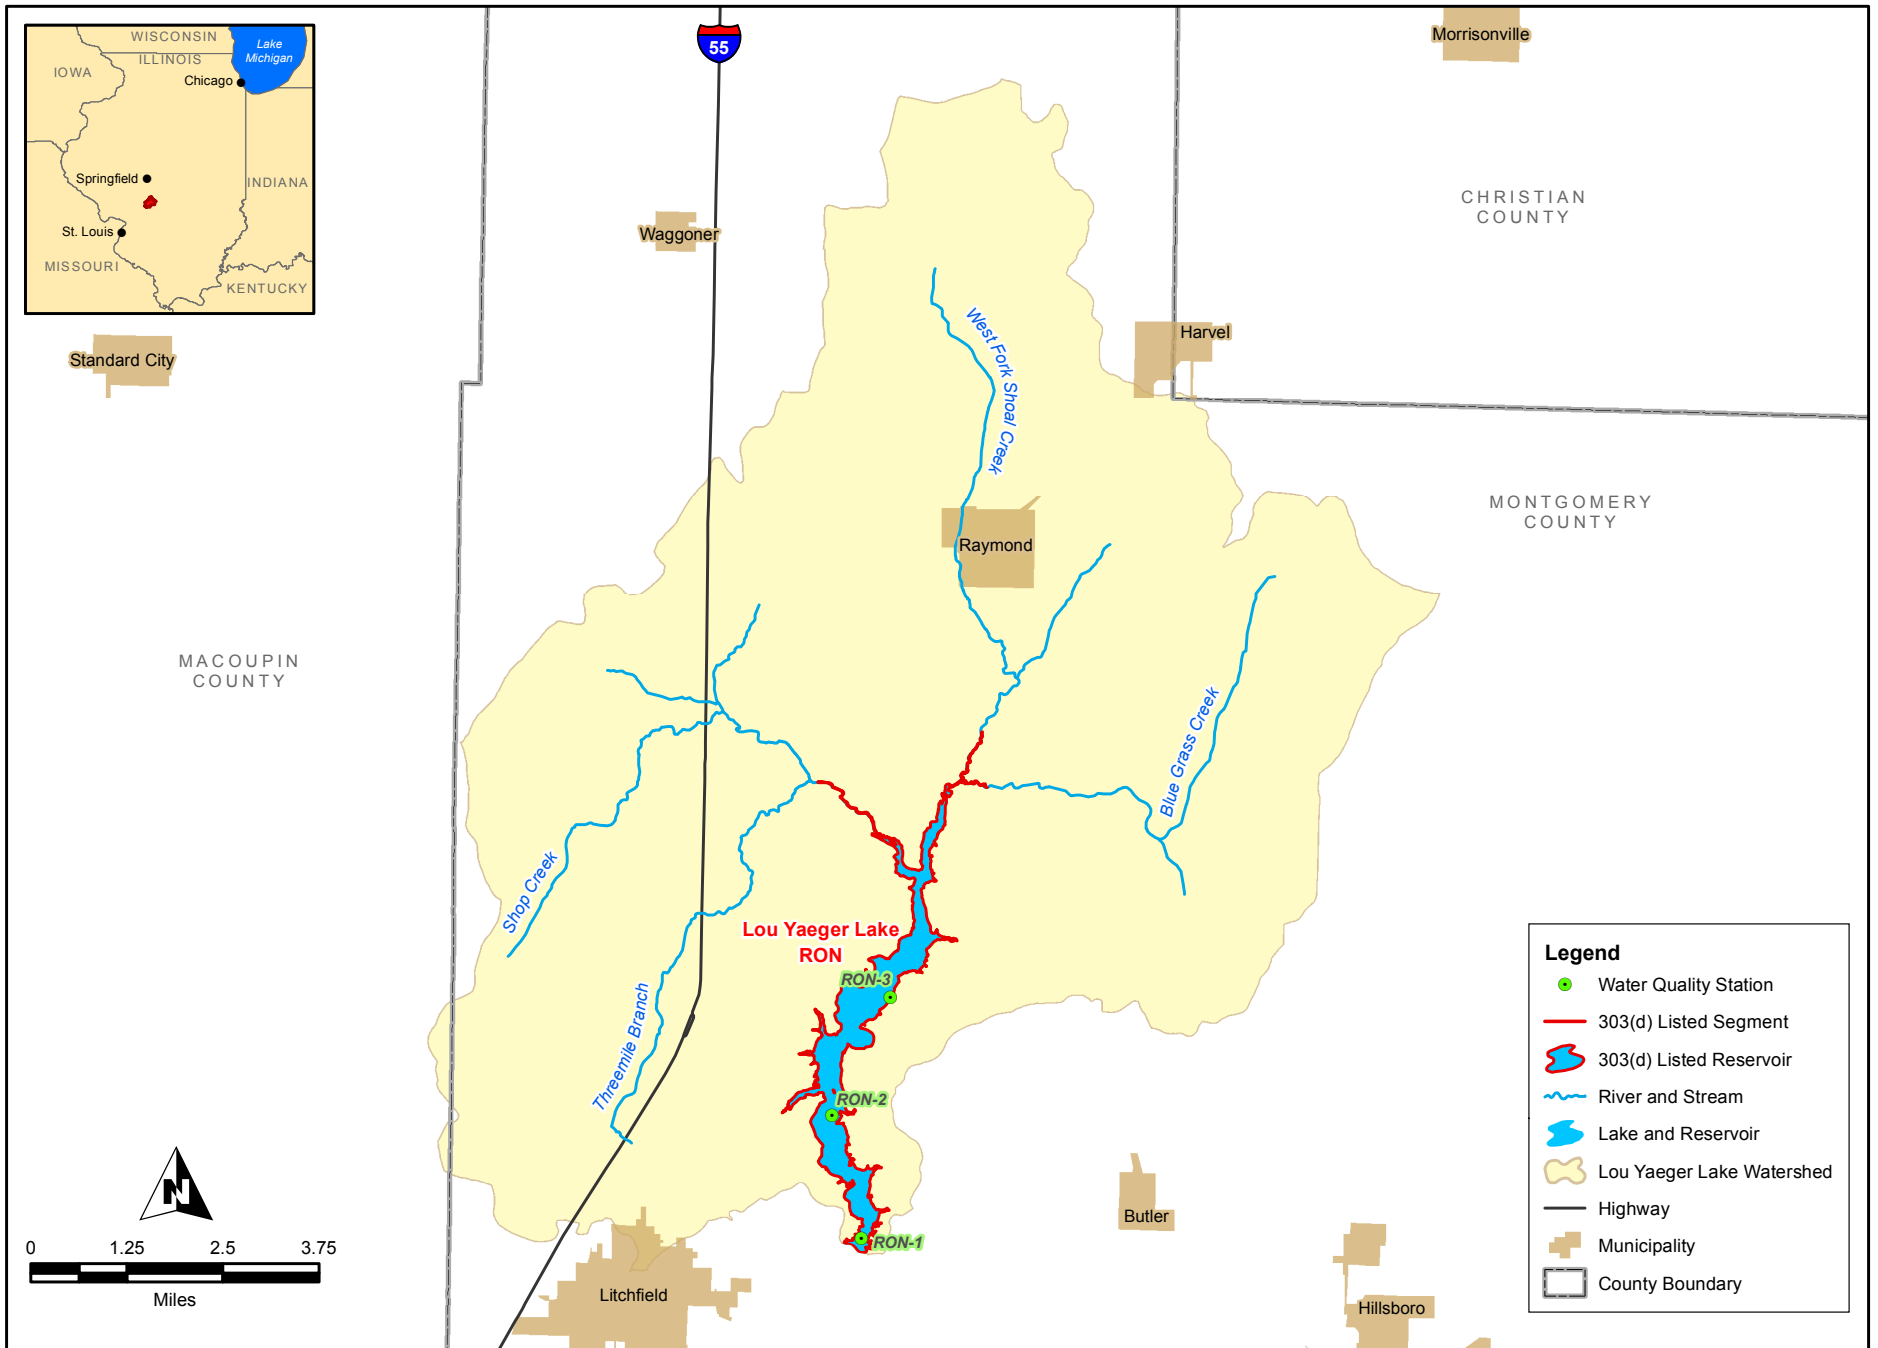 WISCONSIN
Lake
Michigan
ILLINOIS
IOWA
Chicago
Springfield
INDIANA
St. Louis
MISSOURI
KENTUCKY
55
Morrisonville
CHRISTIAN
COUNTY
Waggoner
Harvel
Standard City
West Fork Shoal Creek
MONTGOMERY
COUNTY
Raymond
MACOUPIN
COUNTY
Blue Grass Creek
Shop Creek
Lou Yaeger Lake
RON
RON-3
Threemile Branch
RON-2
RON-1
Butler
Litchfield
Hillsboro
N
0 1.25 2.5 3.75
Miles
Legend
Water Quality Station
303(d) Listed Segment
303(d) Listed Reservoir
River and Stream
Lake and Reservoir
Lou Yaeger Lake Watershed
Highway
Municipality
County Boundary